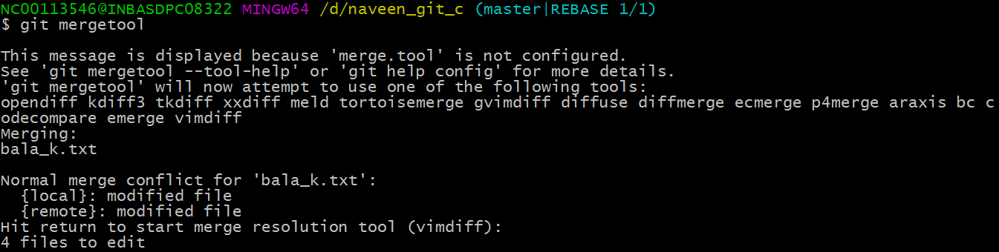 NC00113546@INBASDPC08322 MINGW64 /d/naveen_git_c (master|REBASE 1/1)
$ git mergetool
This message is displayed because 'merge.tool' is not configured.
See 'git mergetool --tool-help' or 'git help config' for more details.
'git mergetool' will now attempt to use one of the following tools:
opendiff kdiff3 tkdiff xxdiff meld tortoisemerge gvimdiff diffuse diffmerge ecmerge p4merge araxis bc c
odecompare emerge vimdiff
Merging:
bala_k.txt
Normal merge conflict for 'bala_k.txt':
  {local}: modified file
  {remote}: modified file
Hit return to start merge resolution tool (vimdiff):
4 files to edit